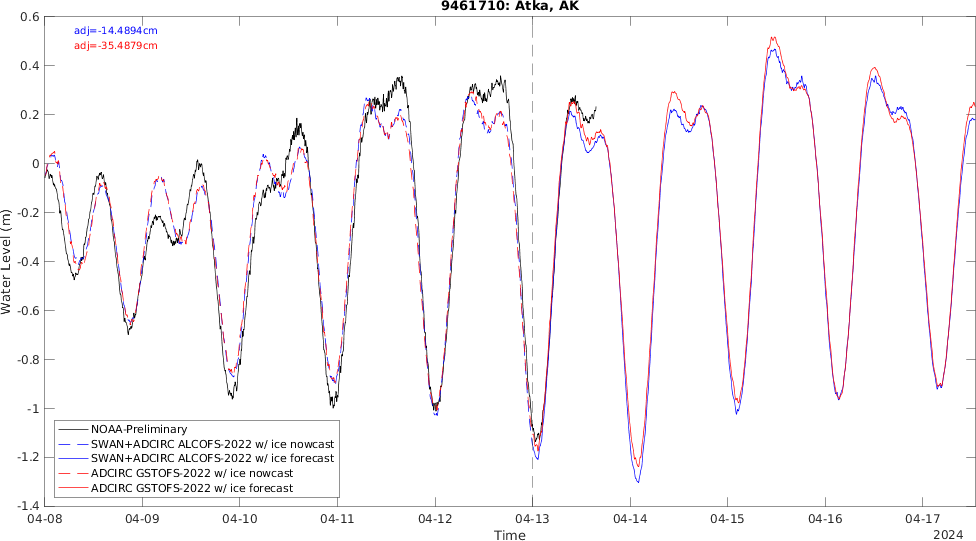 9461710: Atka, AK
adj=-14.4894cm
adj=-35.4879cm
0.6
0.4
0.2
0
-0.2
-0.4
-0.6
-0.8
-1
-1.2
-1.4
Water Level (m)
NOAA-Preliminary
SWAN+ADCIRC ALCOFS-2022 w/ ice nowcast
SWAN+ADCIRC ALCOFS-2022 w/ ice forecast
ADCIRC GSTOFS-2022 w/ ice nowcast
ADCIRC GSTOFS-2022 w/ ice forecast
04-08 04-09 04-10 04-11 04-12 04-13 04-14 04-15 04-16 04-17
Time
2024